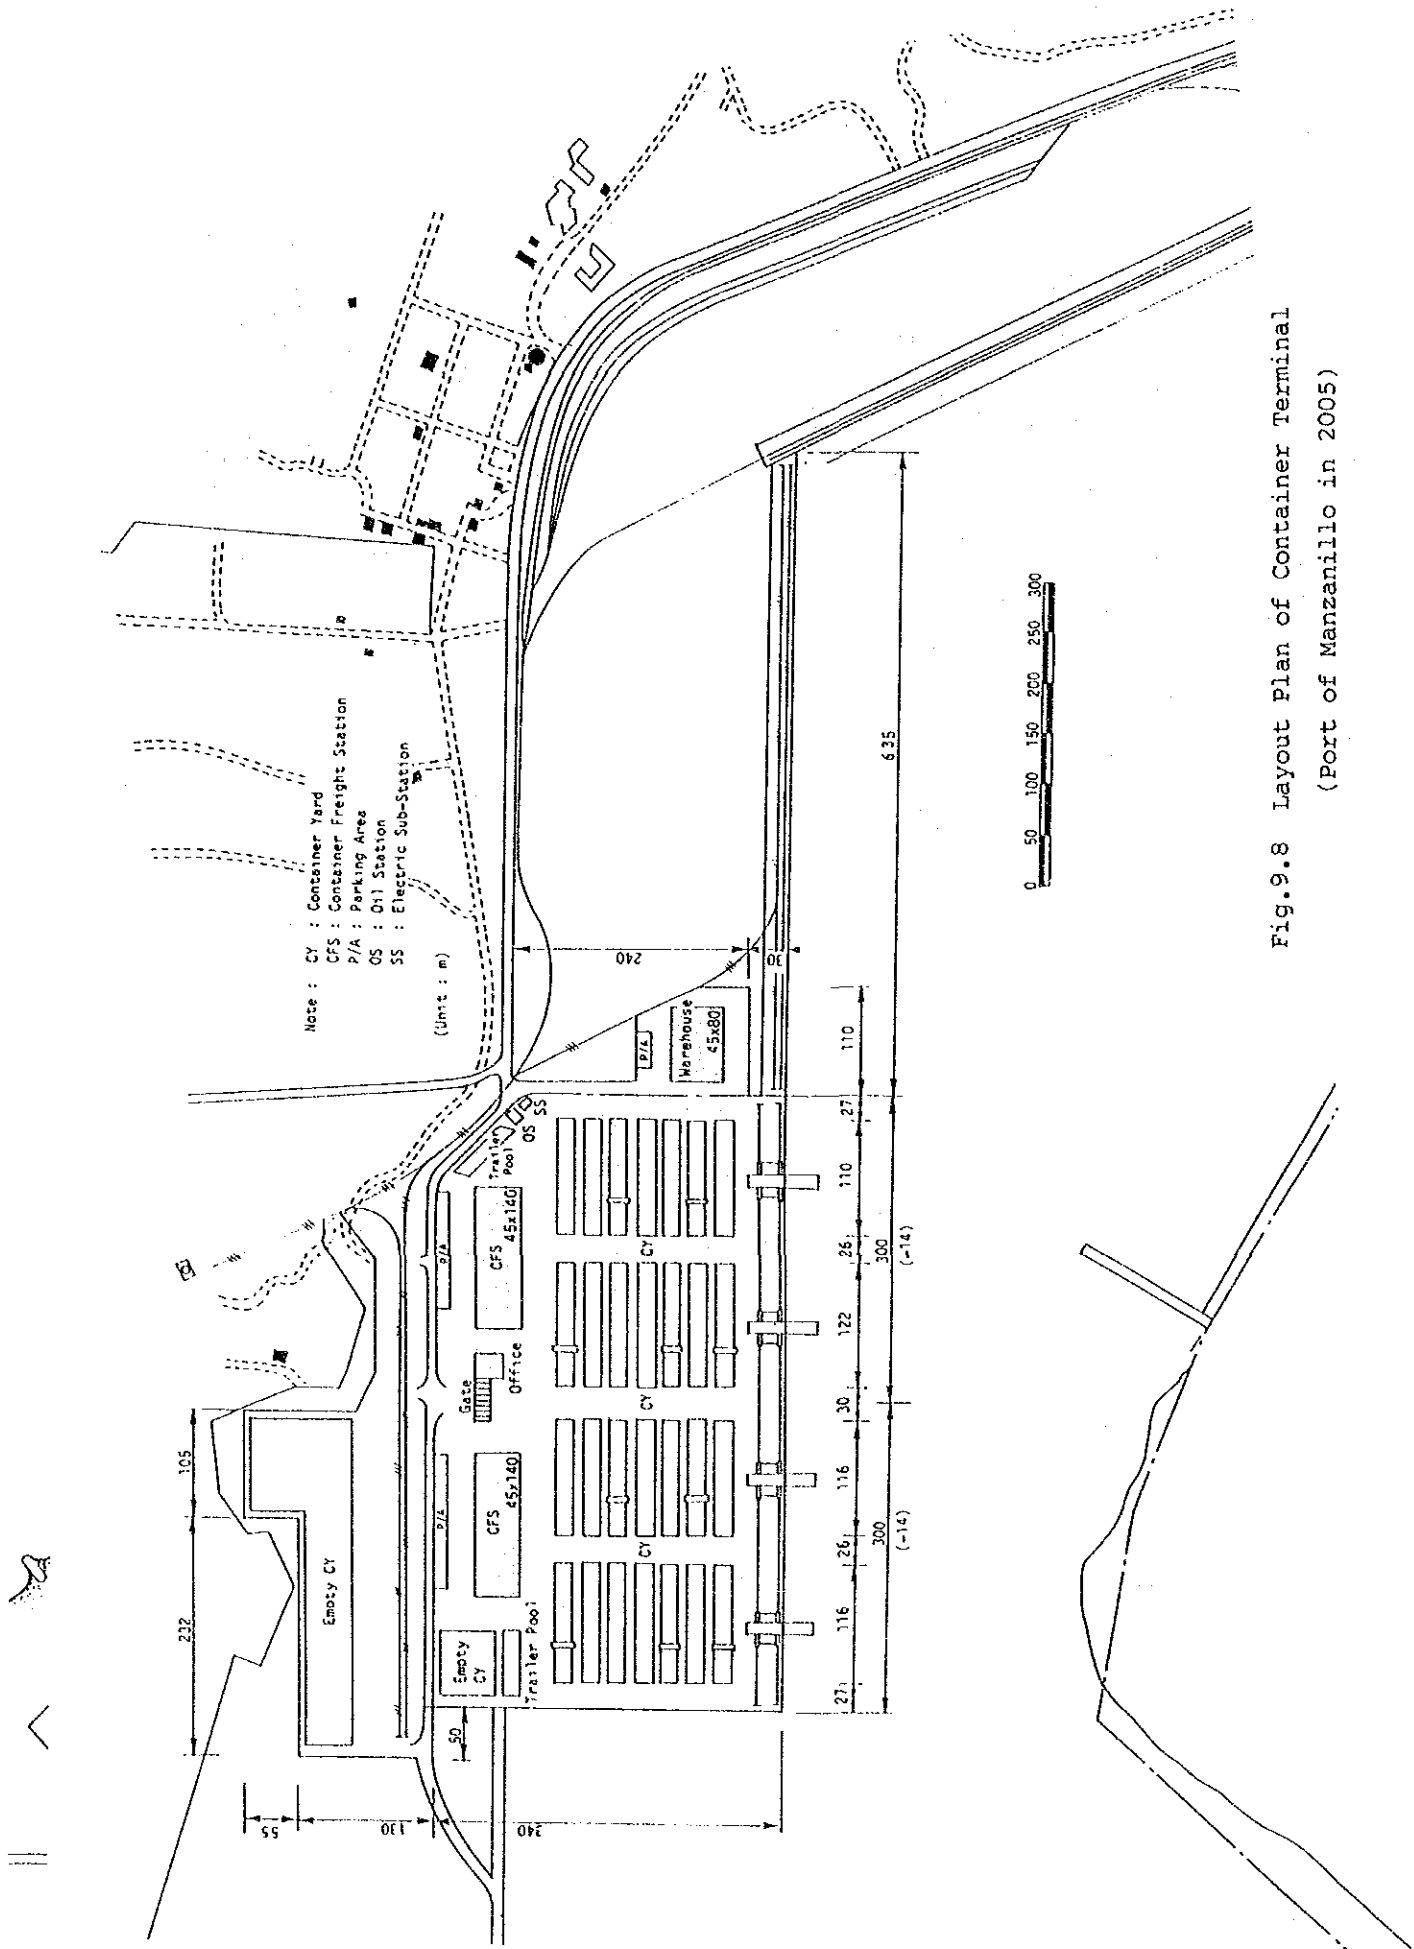 Note : CY : Container Yard
CFS : Container Freight Station
P/A : Parking Area
OS : Oil Station
SS : Electric Sub-Station
(Unit : m)
105
232
Empty CY
55
130
340
50
P/A
P/A
Gate
Office
CFS
45x140
CFS
45x140
Trailer
Pool
OS
SS
Empty
CY
Trailer Pool
CY
CY
CY
P/A
Warehouse
45x80
240
30
27
116
26
116
30
122
26
110
27
110
300
(-14)
300
(-14)
635
0
50
100
150
200
250
300
Fig.9.8 Layout Plan of Container Terminal
(Port of Manzanillo in 2005)